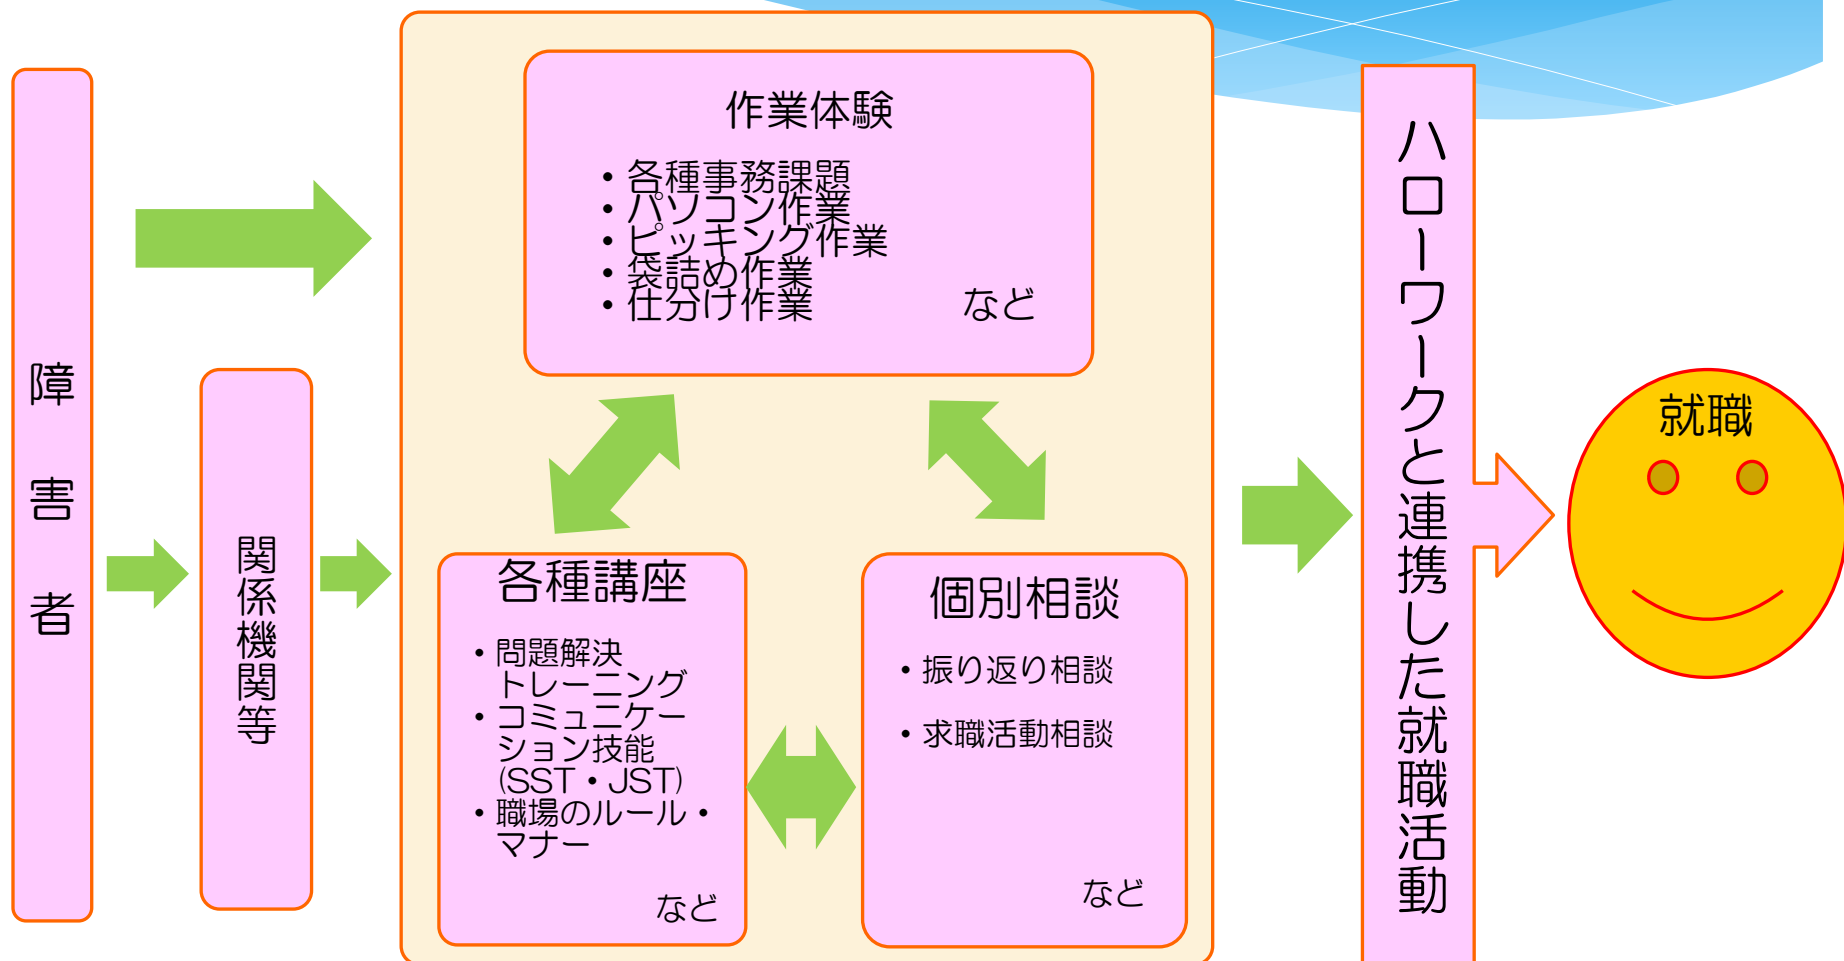 障害者
関係機関等
作業体験
・各種事務課題
・パソコン作業
・ピッキング作業
・袋詰め作業
・仕分け作業　など
各種講座
・問題解決
トレーニング
・コミュニケー
ション技能
(SST・JST)
・職場のルール・
マナー
など
個別相談
・振り返り相談
・求職活動相談
など
ハローワークと連携した就職活動
就職